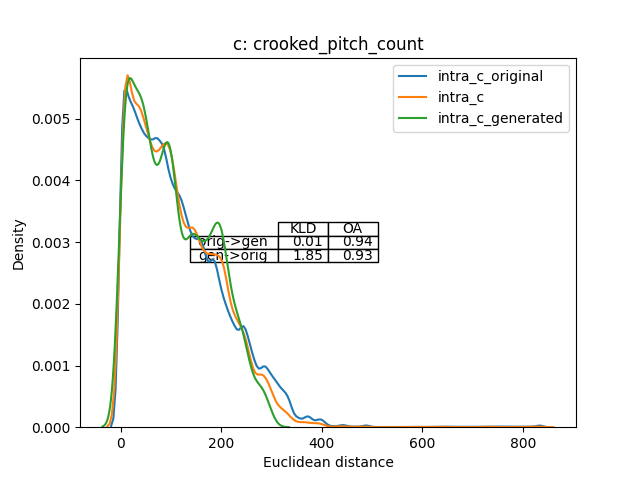 c: crooked_pitch_count
intra_c_original
intra_c
intra_c_generated
KLD OA
orig->gen 0.01 0.94
gen->orig 1.85 0.93
Density
0.005
0.004
0.003
0.002
0.001
0.000
0 200 400 600 800
Euclidean distance